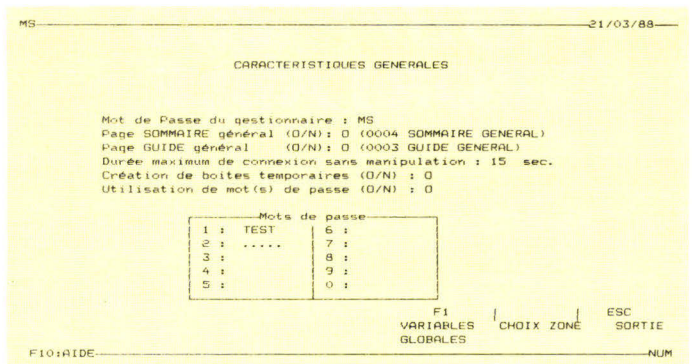 MS 21/03/88
CARACTERISTIQUES GENERALES
Mot de Passe du gestionnaire : MS
Page SOMMAIRE général (O/N): O (0004 SOMMAIRE GENERAL)
Page GUIDE général (O/N): O (0003 GUIDE GENERAL)
Durée maximum de connexion sans manipulation : 15 sec.
Création de boites temporaires (O/N) : O
Utilisation de mot(s) de passe (O/N) : O
Mots de passe
1 : TEST 6 :
2 : ..... 7 :
3 : 8 :
4 : 9 :
5 : 0 :
F1 ESC
VARIABLES CHOIX ZONE SORTIE
GLOBALES
F10:AIDE NUM